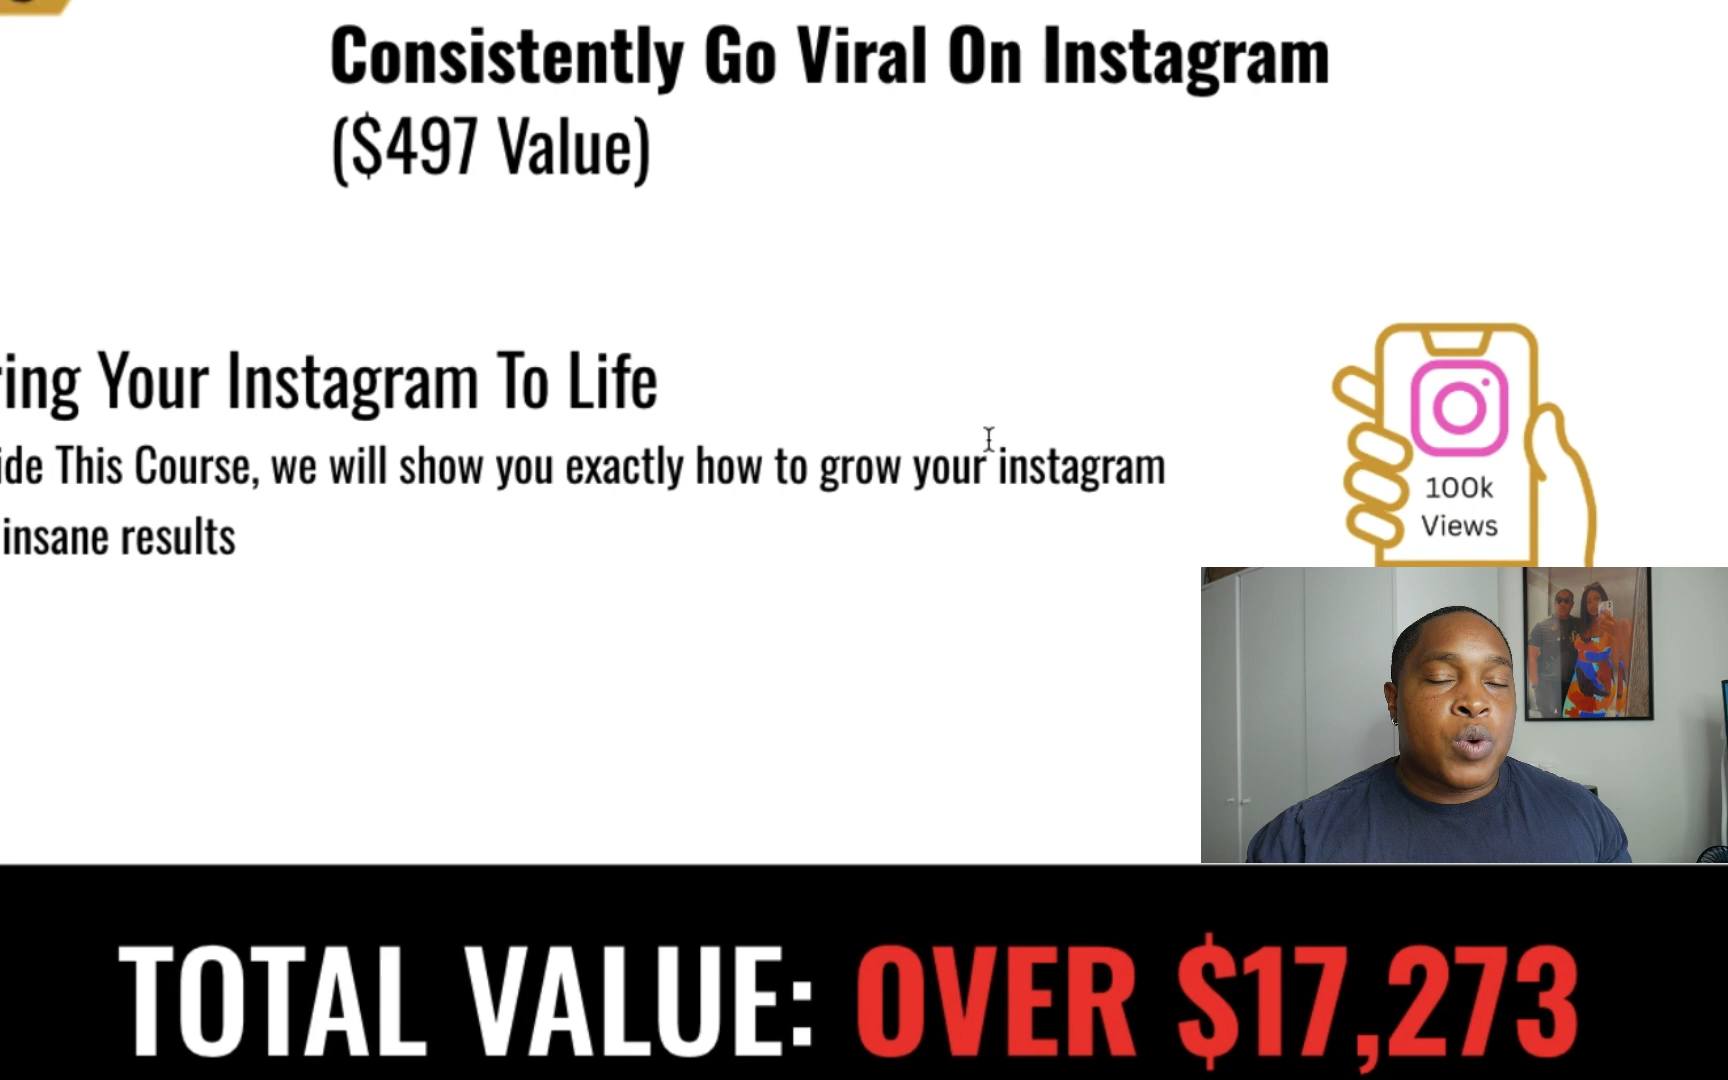 Consistently Go Viral On Instagram
($497 Value)
ring Your Instagram To Life
ide This Course, we will show you exactly how to grow your instagram
insane results
100k
Views
TOTAL VALUE: OVER $17,273